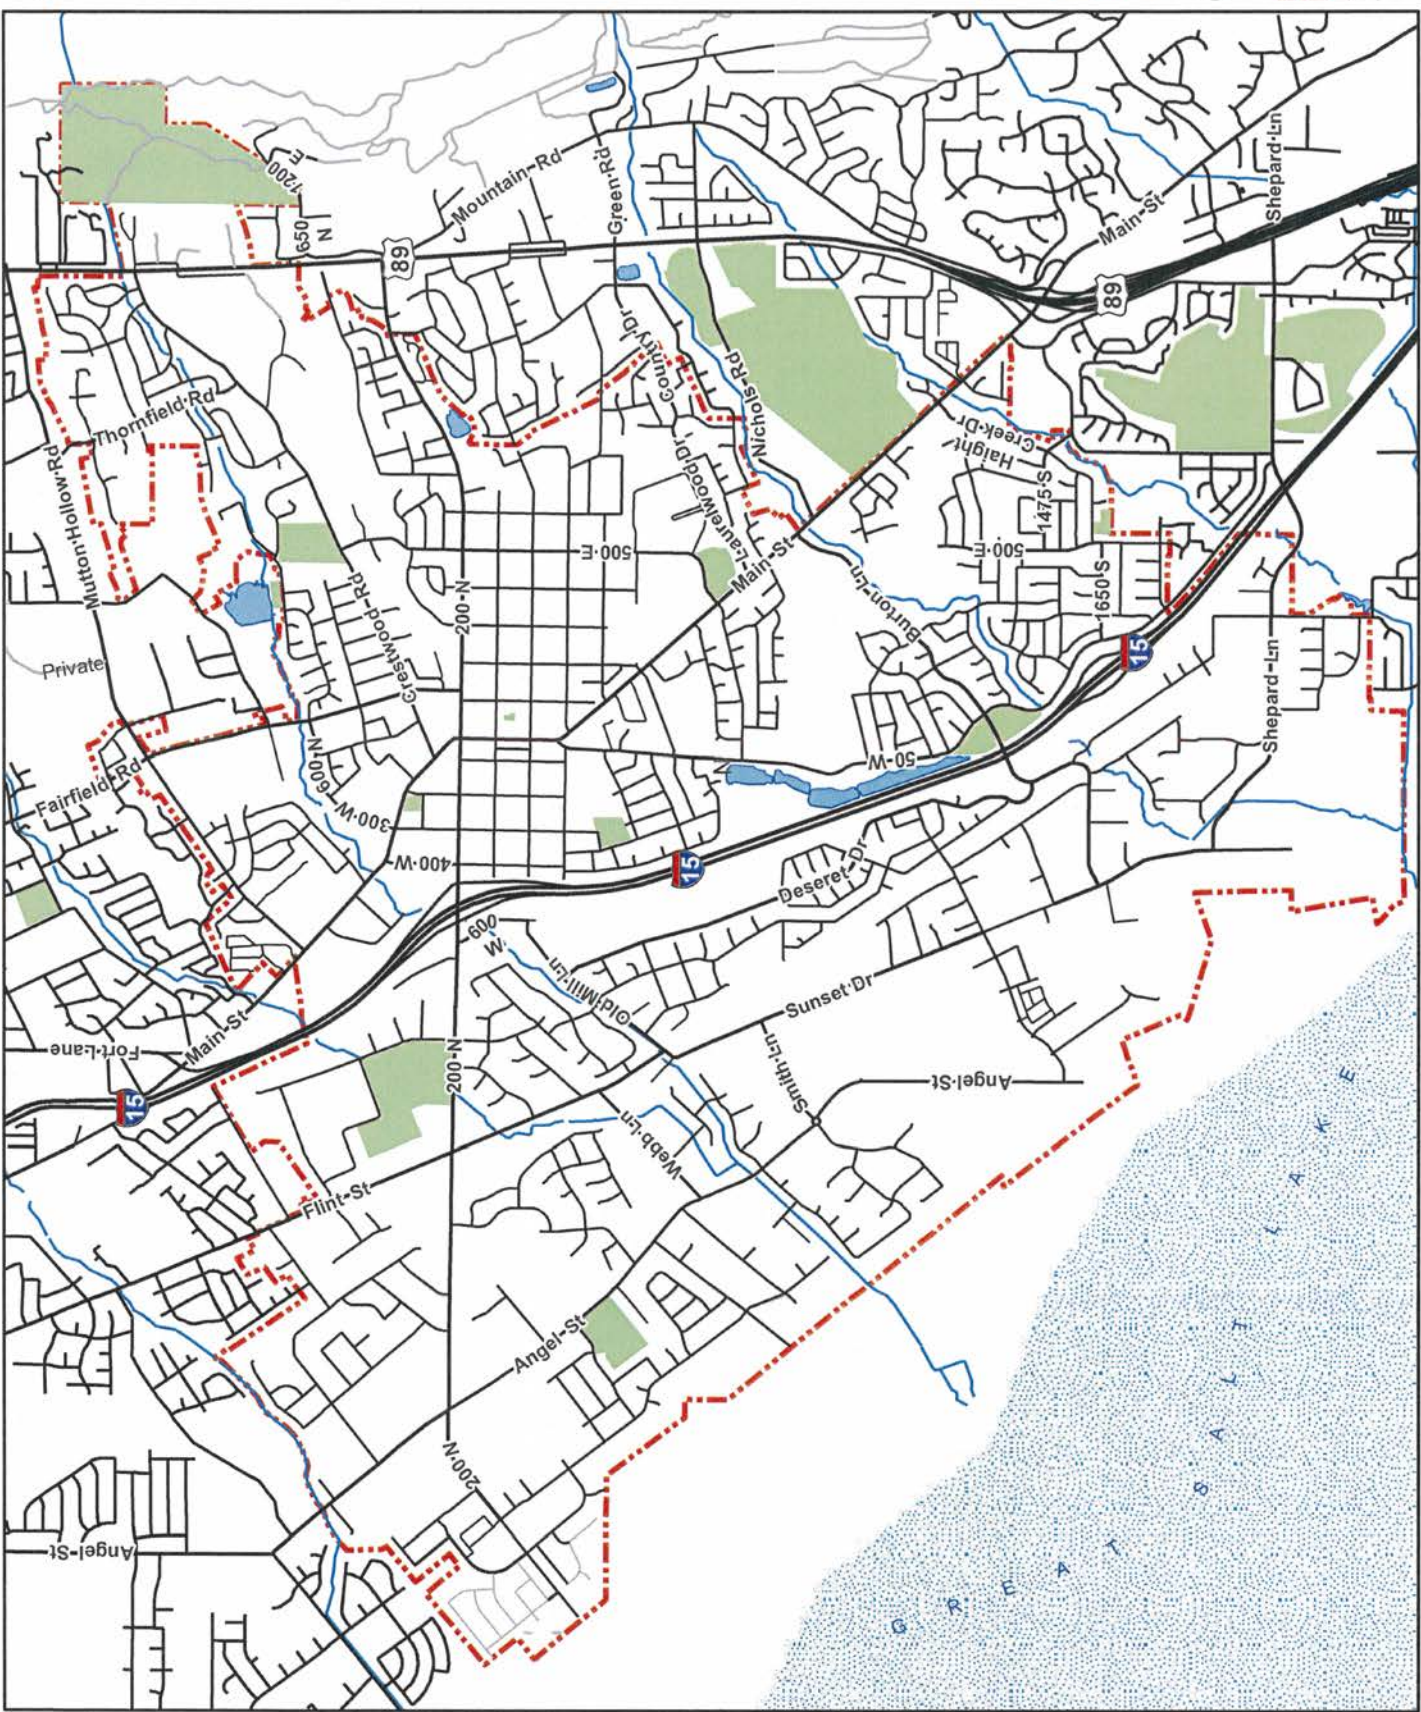 1200 E
650 N
89
Mountain Rd
Green Rd
Main St
Shepard Ln
89
Thornfield Rd
Mutton Hollow Rd
Country Dr
Nichols Rd
Laurelwood Dr
Haight Creek Dr
1475 S
500 E
500 E
1650 S
Main St
Crestwood Rd
200 N
Burton Ln
15
Private
Shepard Ln
Fairfield Rd
600 N
300 W
400 W
50 W
15
Deseret Dr
600 W
Old Mill Ln
Sunset Dr
Main St
Fort Lane
15
200 N
Smith Ln
Angel St
Webb Ln
Flint St
Angel St
200 N
Angel St
GREAT SALT LAKE